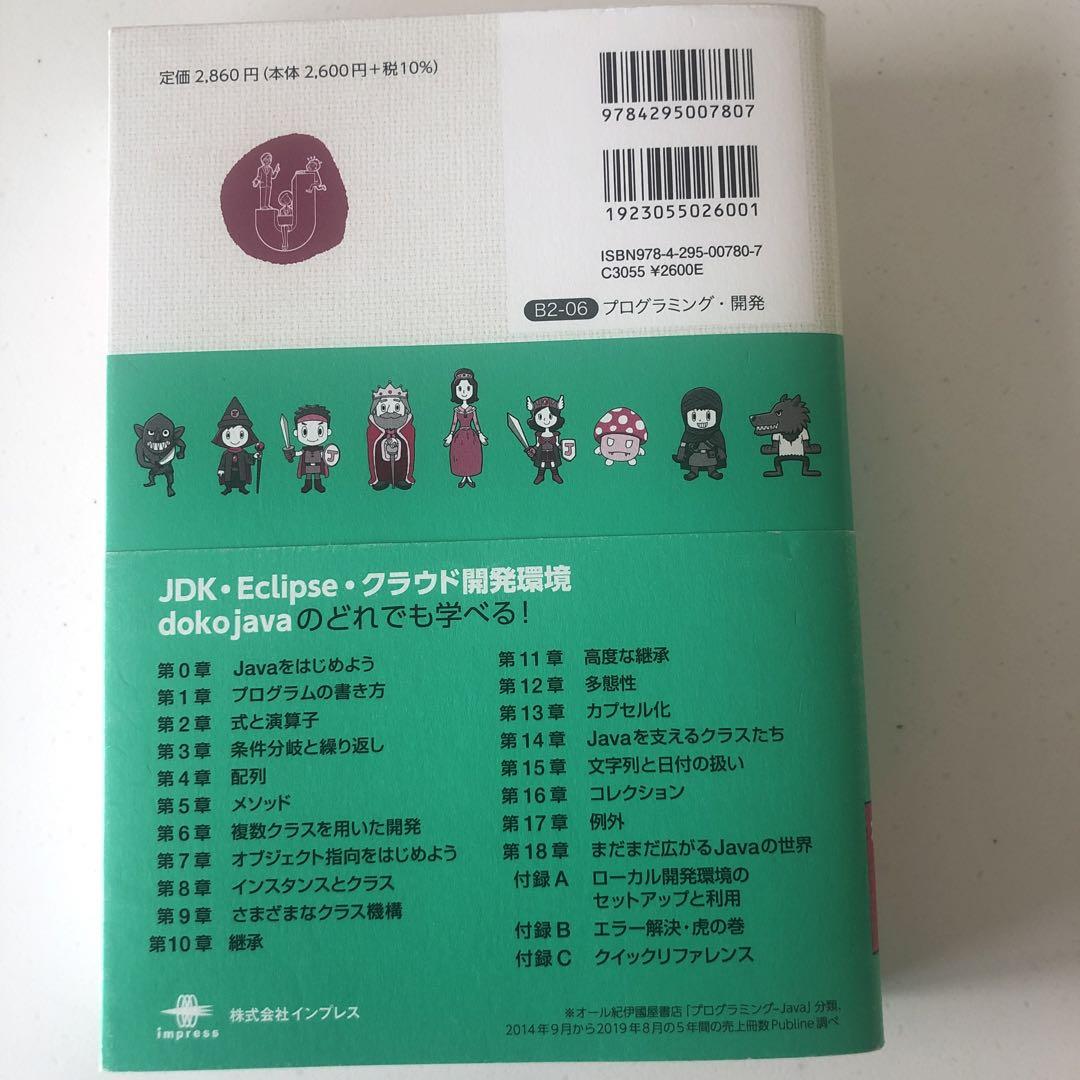 定価 2,860 円（本体 2,600円＋税10%）
9784295007807
1923055026001
ISBN978-4-295-00780-7
C3055 ¥2600E
B2-06 プログラミング・開発
J
J
JDK・Eclipse・クラウド開発環境
dokojavaのどれでも学べる！
第0章 Javaをはじめよう
第1章 プログラムの書き方
第2章 式と演算子
第3章 条件分岐と繰り返し
第4章 配列
第5章 メソッド
第6章 複数クラスを用いた開発
第7章 オブジェクト指向をはじめよう
第8章 インスタンスとクラス
第9章 さまざまなクラス機構
第10章 継承
第11章 高度な継承
第12章 多態性
第13章 カプセル化
第14章 Javaを支えるクラスたち
第15章 文字列と日付の扱い
第16章 コレクション
第17章 例外
第18章 まだまだ広がるJavaの世界
付録A ローカル開発環境の
セットアップと利用
付録B エラー解決・虎の巻
付録C クイックリファレンス
impress 株式会社インプレス
※オール紀伊國屋書店「プログラミング-Java」分類、
2014年9月から2019年8月の5年間の売上冊数Publine調べ